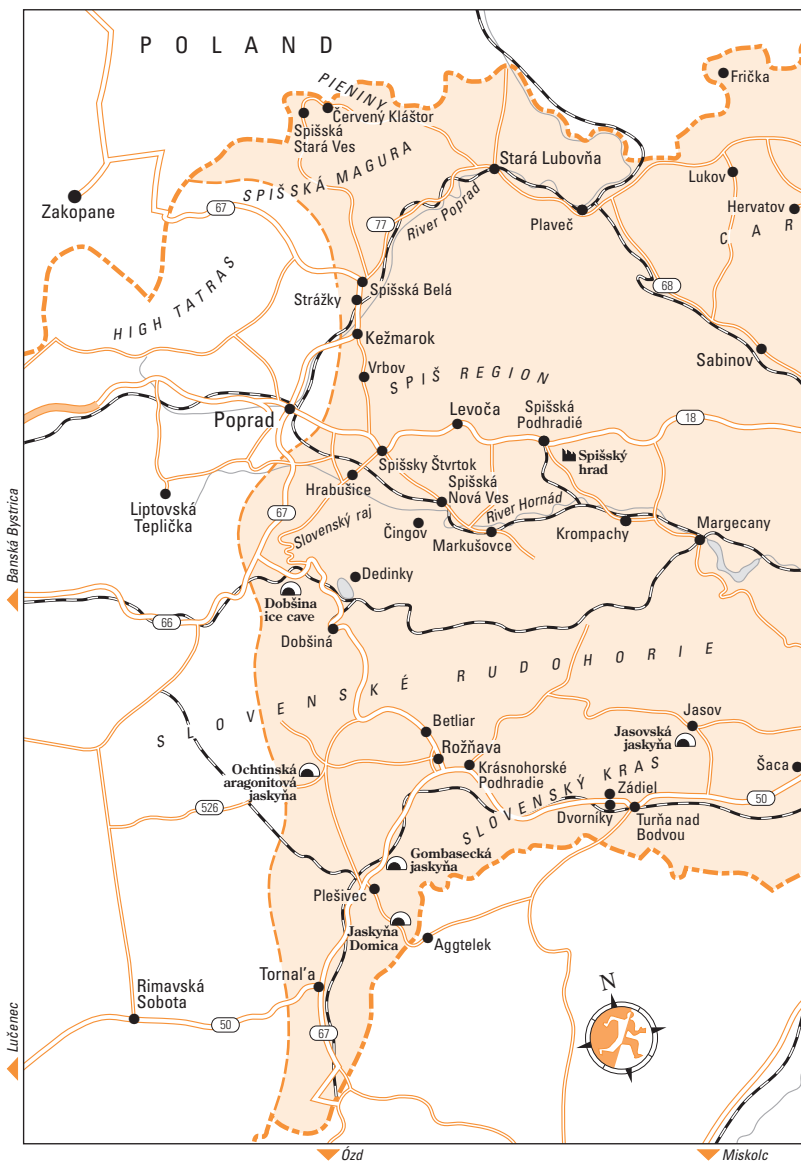 POLAND
Frička
PIENINY
Červený Kláštor
Spišská
Stará Ves
Stará Lubovňa
Lukov
SPIŠSKÁ MAGURA
Zakopane
67
77
River Poprad
Plaveč
Hervatov
CAR
HIGH TATRAS
Spišská Belá
Strážky
68
Kežmarok
Sabinov
Vrbov
SPIŠ REGION
Poprad
Levoča
Spišská
Podhradié
18
Spišsky Štvrtok
Spišský
hrad
Hrabušice
Spišská
Nová Ves
Liptovská
Teplička
67
Slovenský raj
Čingov
River Hornád
Markušovce
Krompachy
Margecany
Banská Bystrica
Dedinky
Dobšina
ice cave
66
Dobšiná
SLOVENSKÉ RUDOHORIE
Betliar
Jasov
Jasovská
jaskyňa
Rožňava
Ochtinská
aragonitová
jaskyňa
Krásnohorské
Podhradie
Šaca
SLOVENSKÝ KRAS
Zádiel
50
526
Dvorníky
Turňa nad
Bodvou
Gombasecká
jaskyňa
Plešivec
Jaskyňa
Domica
Aggtelek
Tornal'a
Rimavská
Sobota
N
50
67
Lučenec
Ózd
Miskolc